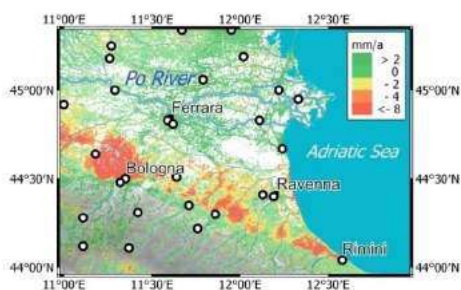 11°00'E 11°30'E 12°00'E 12°30'E
mm/a
> 2
0
- 2
- 4
<- 8
45°00'N
45°00'N
Po River
Ferrara
Adriatic Sea
44°30'N
44°30'N
Bologna
Ravenna
Rimini
44°00'N
44°00'N
11°00'E 11°30'E 12°00'E 12°30'E